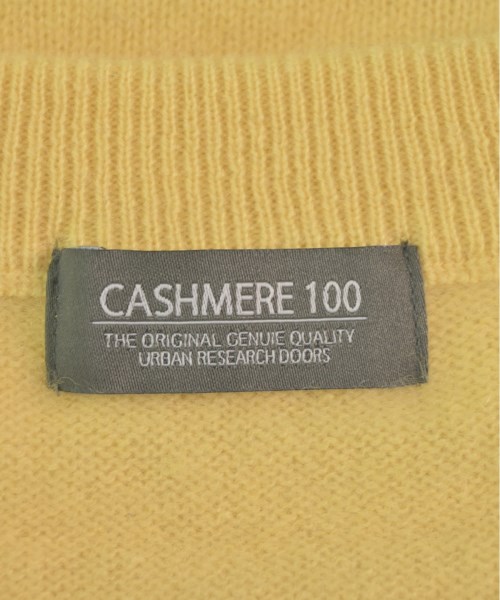 CASHMERE 100
THE ORIGINAL GENUIE QUALITY
URBAN RESEARCH DOORS